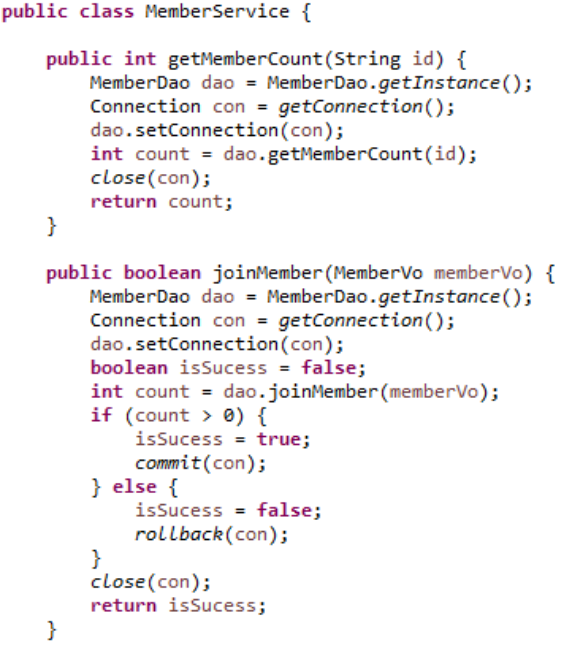 public class MemberService {
public int getMemberCount(String id) {
MemberDao dao = MemberDao.getInstance();
Connection con = getConnection();
dao.setConnection(con);
int count = dao.getMemberCount(id);
close(con);
return count;
}
public boolean joinMember(MemberVo memberVo) {
MemberDao dao = MemberDao.getInstance();
Connection con = getConnection();
dao.setConnection(con);
boolean isSucess = false;
int count = dao.joinMember(memberVo);
if (count > 0) {
isSucess = true;
commit(con);
} else {
isSucess = false;
rollback(con);
}
close(con);
return isSucess;
}